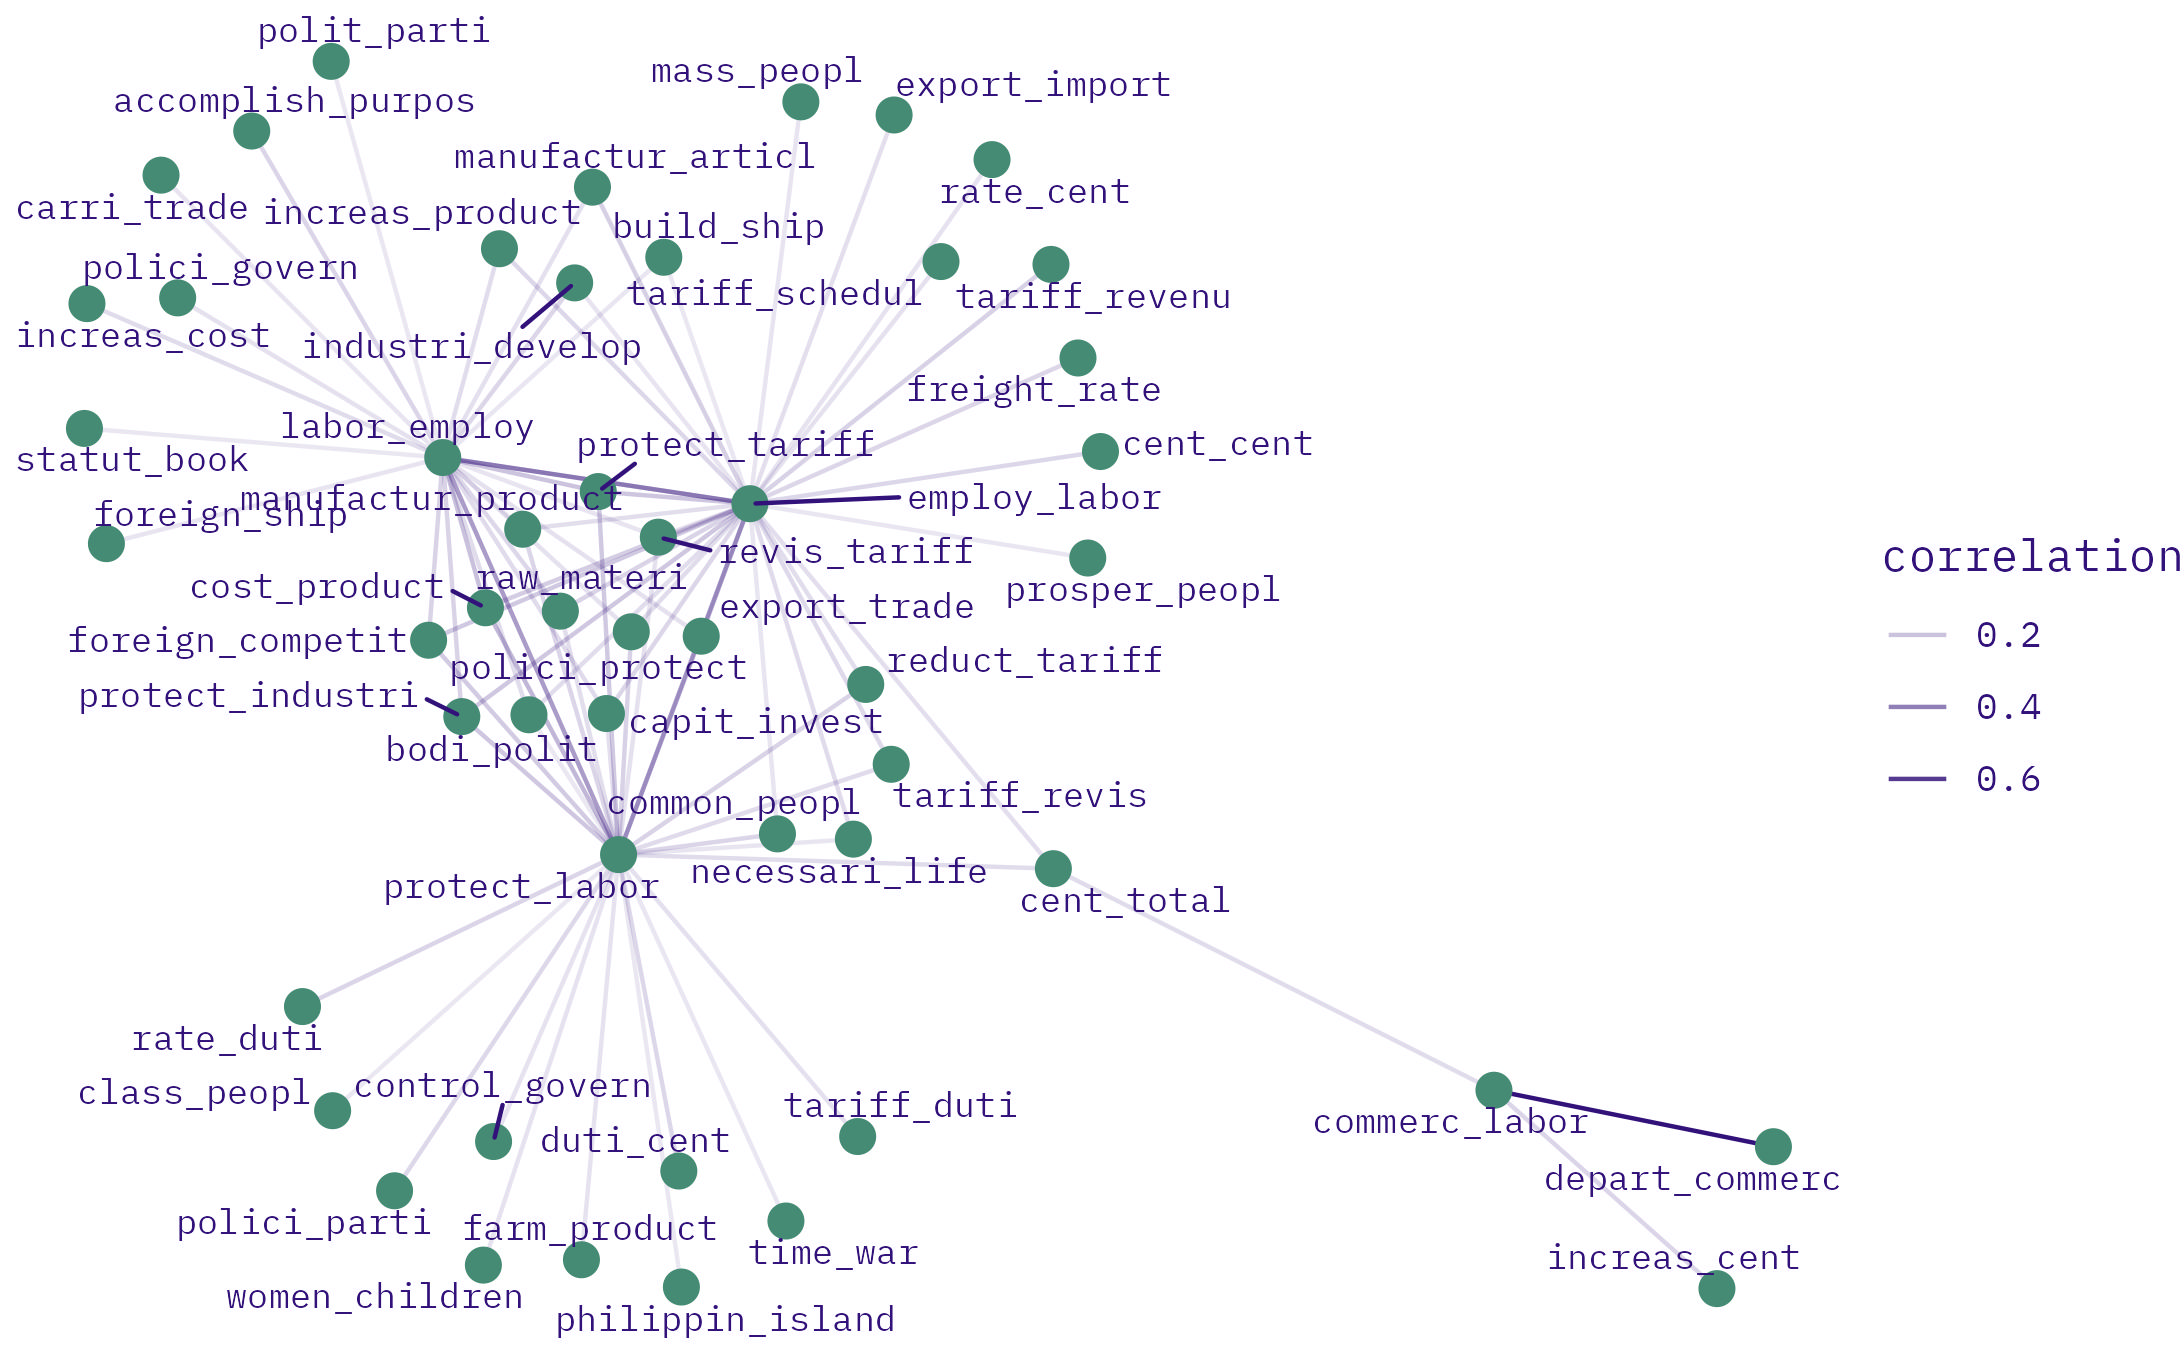 polit_parti
mass_peopl
export_import
accomplish_purpos
manufactur_articl
rate_cent
carri_trade
increas_product
build_ship
polici_govern
tariff_schedul
tariff_revenu
increas_cost
industri_develop
freight_rate
labor_employ
protect_tariff
cent_cent
statut_book
manufactur_product
employ_labor
foreign_ship
revis_tariff
correlation
cost_product
raw_materi
prosper_peopl
export_trade
0.2
foreign_competit
polici_protect
reduct_tariff
protect_industri
0.4
capit_invest
bodi_polit
0.6
common_peopl
tariff_revis
necessari_life
protect_labor
cent_total
rate_duti
class_peopl
control_govern
tariff_duti
commerc_labor
duti_cent
depart_commerc
polici_parti
farm_product
time_war
increas_cent
women_children
philippin_island